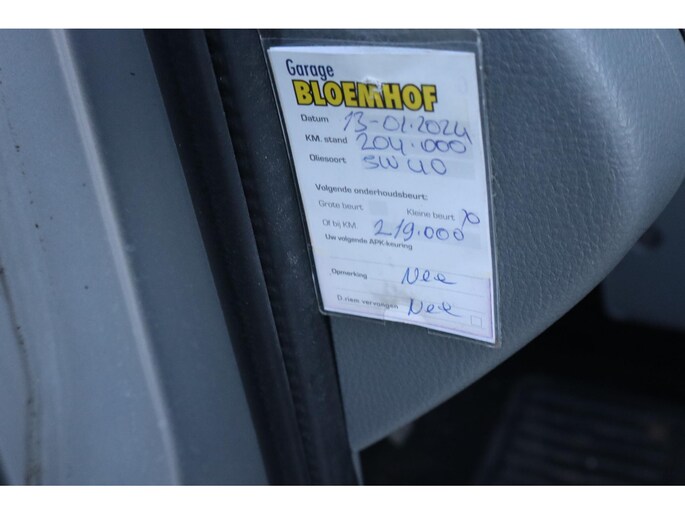 Garage
BLOEMHOF
Datum 13-02.2024
KM. stand 204.000
Oliesoort 5W40
Volgende onderhoudsbeurt:
Grote beurt Kleine beurt
Of bij KM. 219.000
Uw volgende APK-keuring
Opmerking Nee
D.riem vervangen Nee